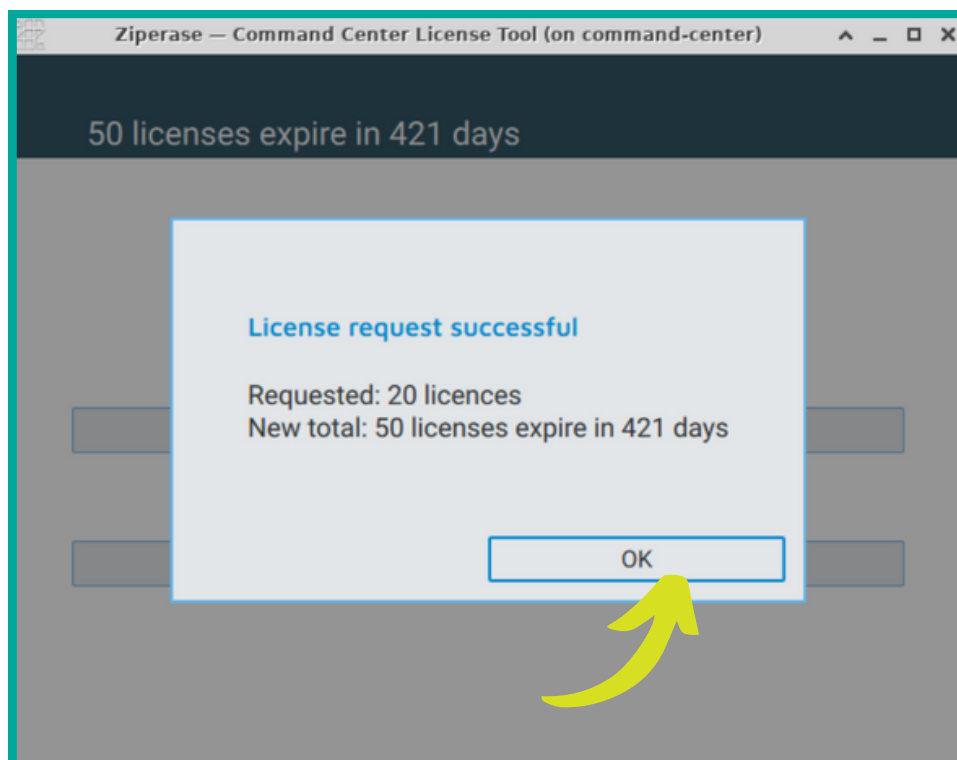 Ziperase — Command Center License Tool (on command-center)
50 licenses expire in 421 days
License request successful
Requested: 20 licences
New total: 50 licenses expire in 421 days
OK